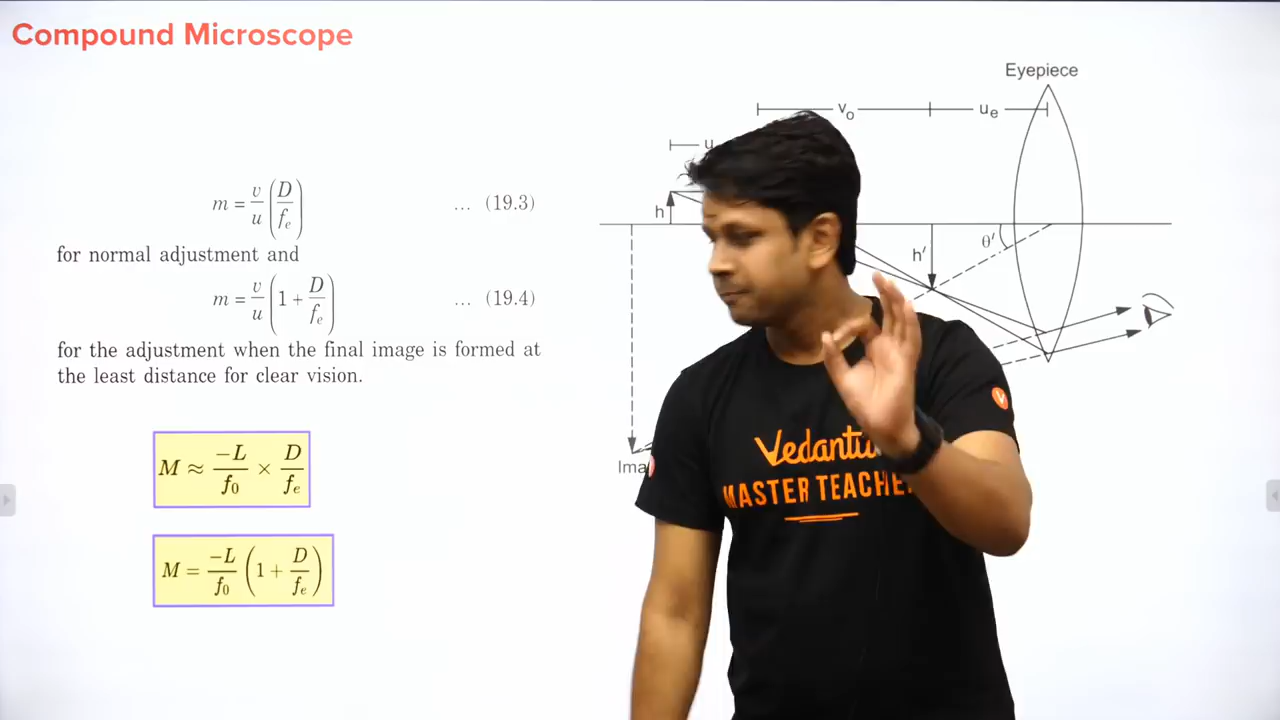 Compound Microscope
Eyepiece
v_o
u_e
u
h
h′
θ′
m = v/u (D/f_e) ... (19.3)
for normal adjustment and
m = v/u (1 + D/f_e) ... (19.4)
for the adjustment when the final image is formed at
the least distance for clear vision.
M ≈ −L/f_0 × D/f_e
M = −L/f_0 (1 + D/f_e)
Vedantu
MASTER TEACHE